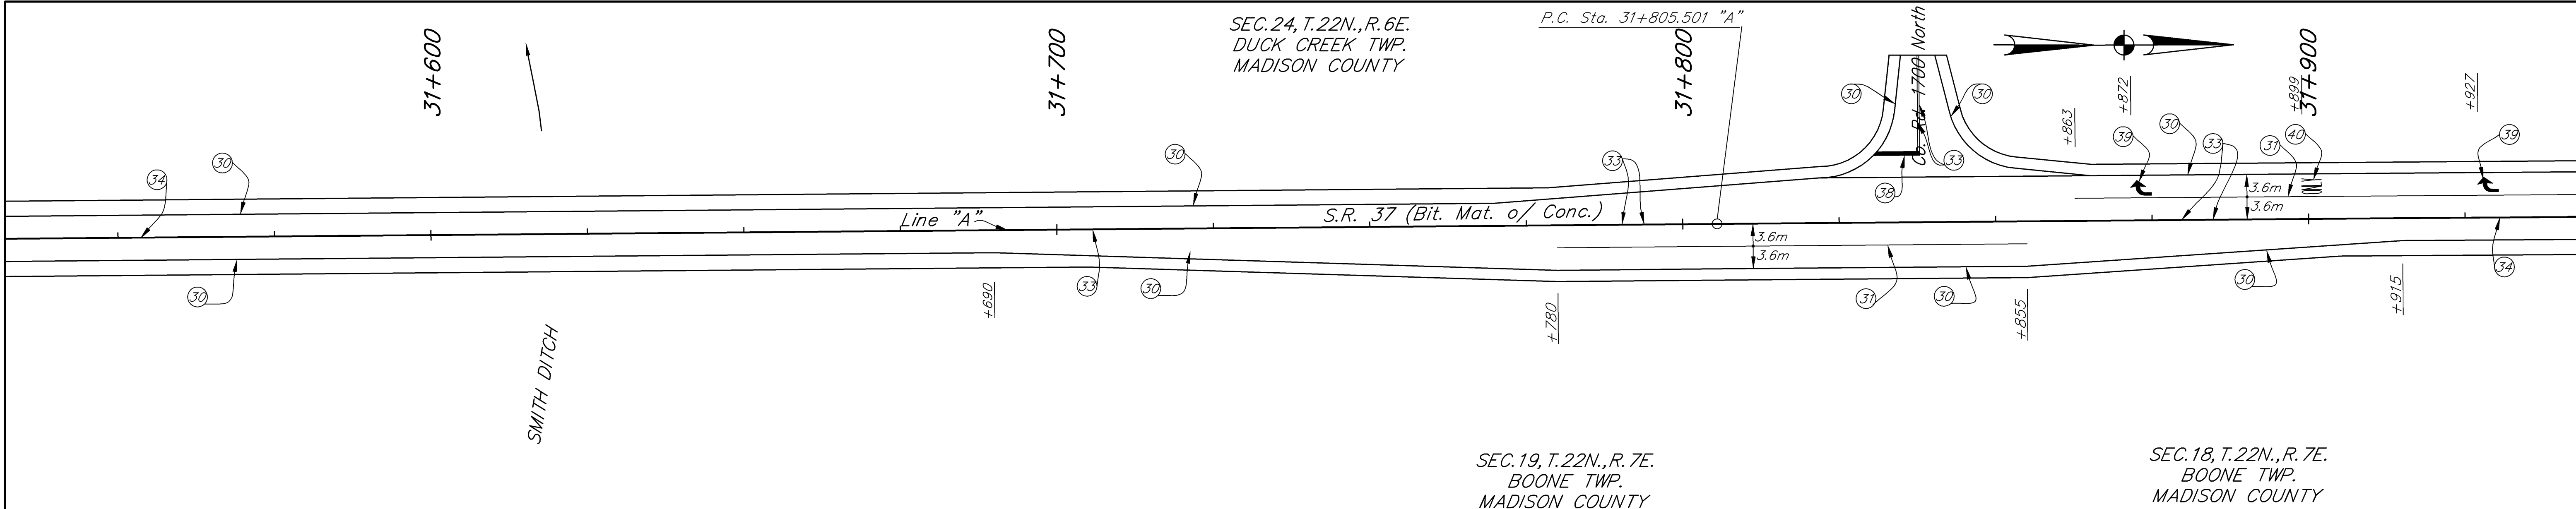 SEC.24, T.22N., R.6E.
DUCK CREEK TWP.
MADISON COUNTY
P.C. Sta. 31+805.501 "A"
31+600
31+700
31+800
31+900
Co. Rd. 1700 North
+863
+872
+899
+927
34
30
30
33
30
30
38
33
39
30
33
31
40
39
3.6m
3.6m
Line "A"
S.R. 37 (Bit. Mat. o/ Conc.)
3.6m
3.6m
30
33
30
31
30
30
34
+690
+780
+855
+915
SMITH DITCH
SEC.19, T.22N., R.7E.
BOONE TWP.
MADISON COUNTY
SEC.18, T.22N., R.7E.
BOONE TWP.
MADISON COUNTY